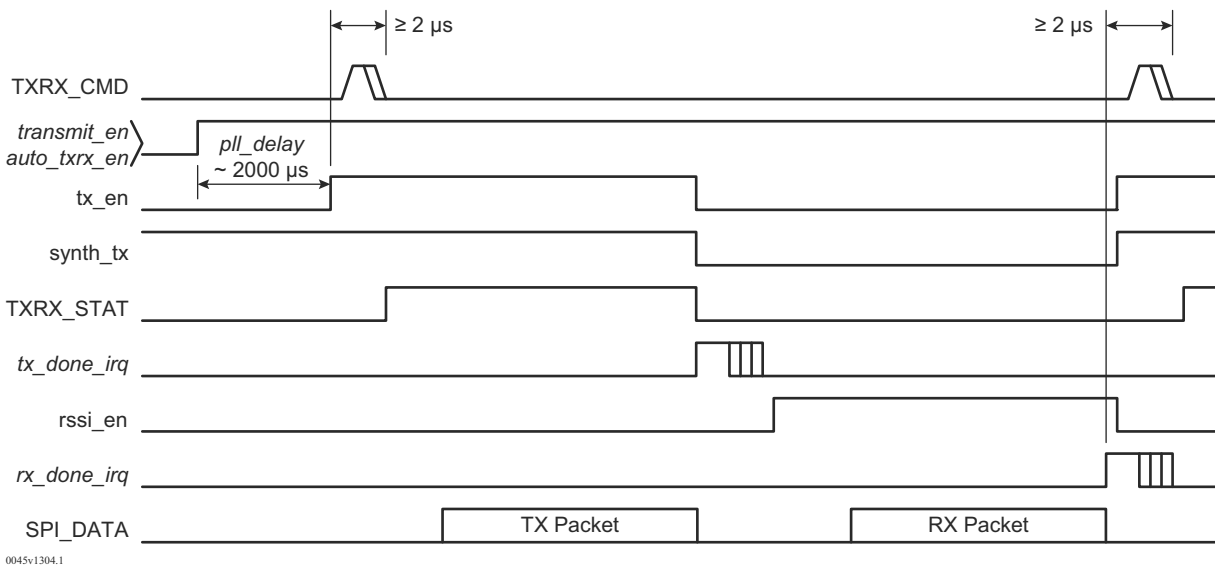 ≥ 2 µs ≥ 2 µs
TXRX_CMD
transmit_en
auto_txrx_en
pll_delay
~ 2000 µs
tx_en
synth_tx
TXRX_STAT
tx_done_irq
rssi_en
rx_done_irq
SPI_DATA TX Packet RX Packet
0045v1304.1